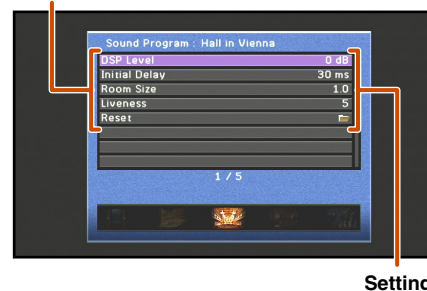 Sound Program : Hall in Vienna
DSP Level 0 dB
Initial Delay 30 ms
Room Size 1.0
Liveness 5
Reset
1 / 5